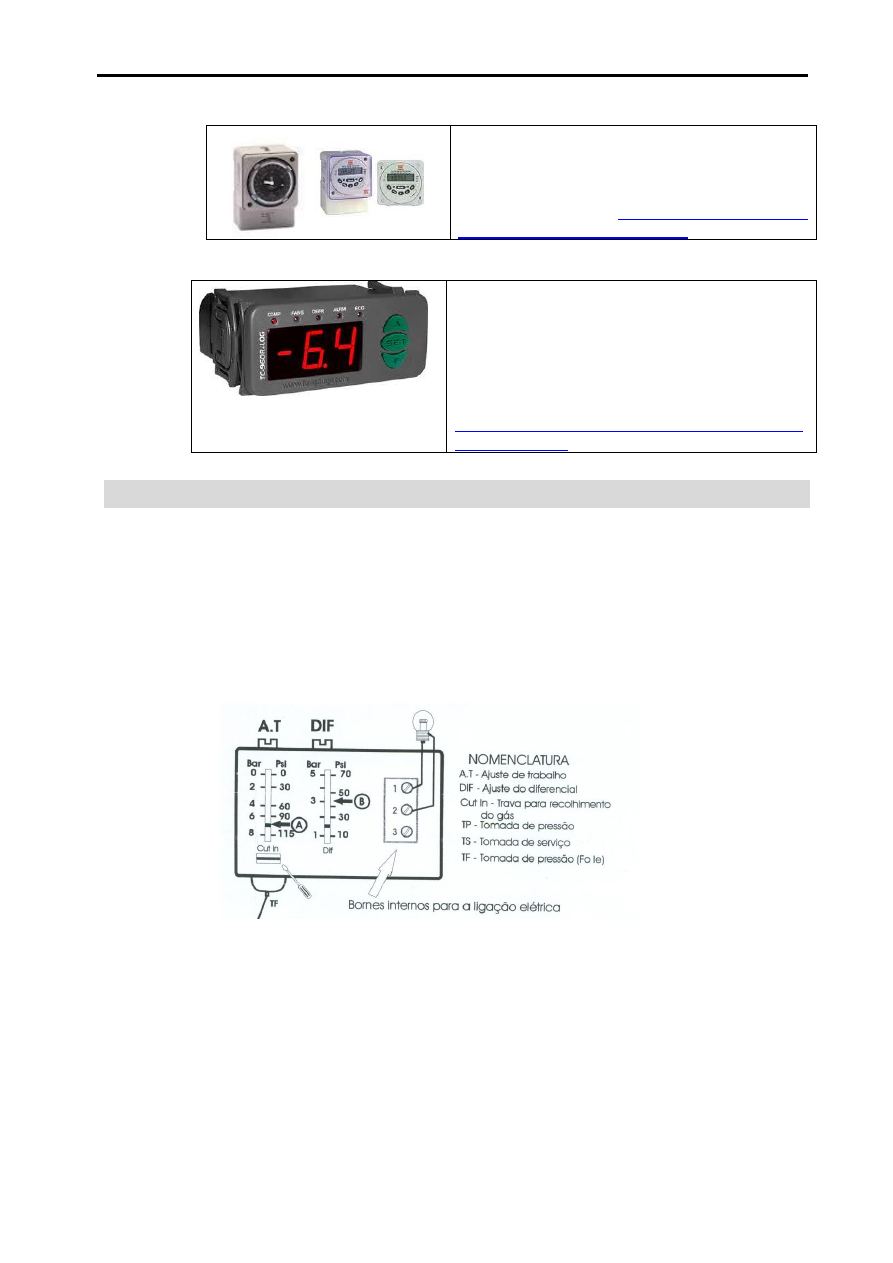 COMP FANS DEFR ALRM ECO
-6.4
SET
TC-960Ri LOG
www.fullgauge.com
A.T DIF
Bar Psi Bar Psi
0 0 5 70
2 30 50
4 60 3 B
6 90 30
A
8 115 1 10
Cut In Dif
TF
1
2
3
NOMENCLATURA
A.T - Ajuste de trabalho
DIF - Ajuste do diferencial
Cut In - Trava para recolhimento
do gás
TP - Tomada de pressão
TS - Tomada de serviço
TF - Tomada de pressão (Fo le)
Bornes internos para a ligação elétrica